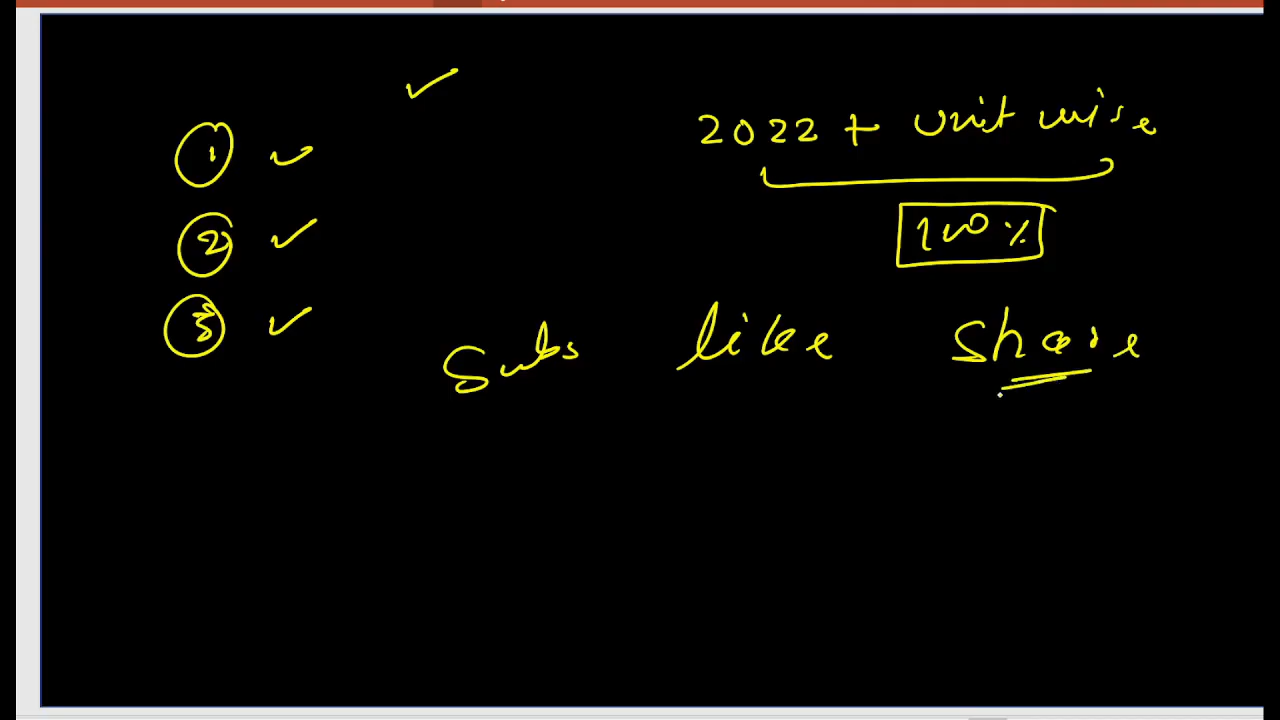 1 ✓
2022 + unit wise
2 ✓
100%
3 ✓
Subs like share